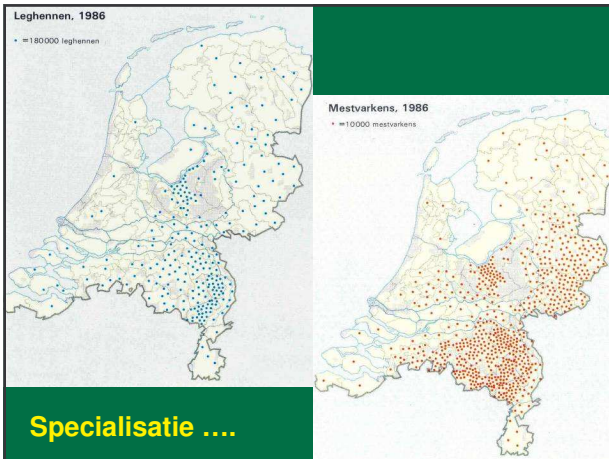 Leghennen, 1986
• =180000 leghennen
Mestvarkens, 1986
• =10000 mestvarkens
Specialisatie ....